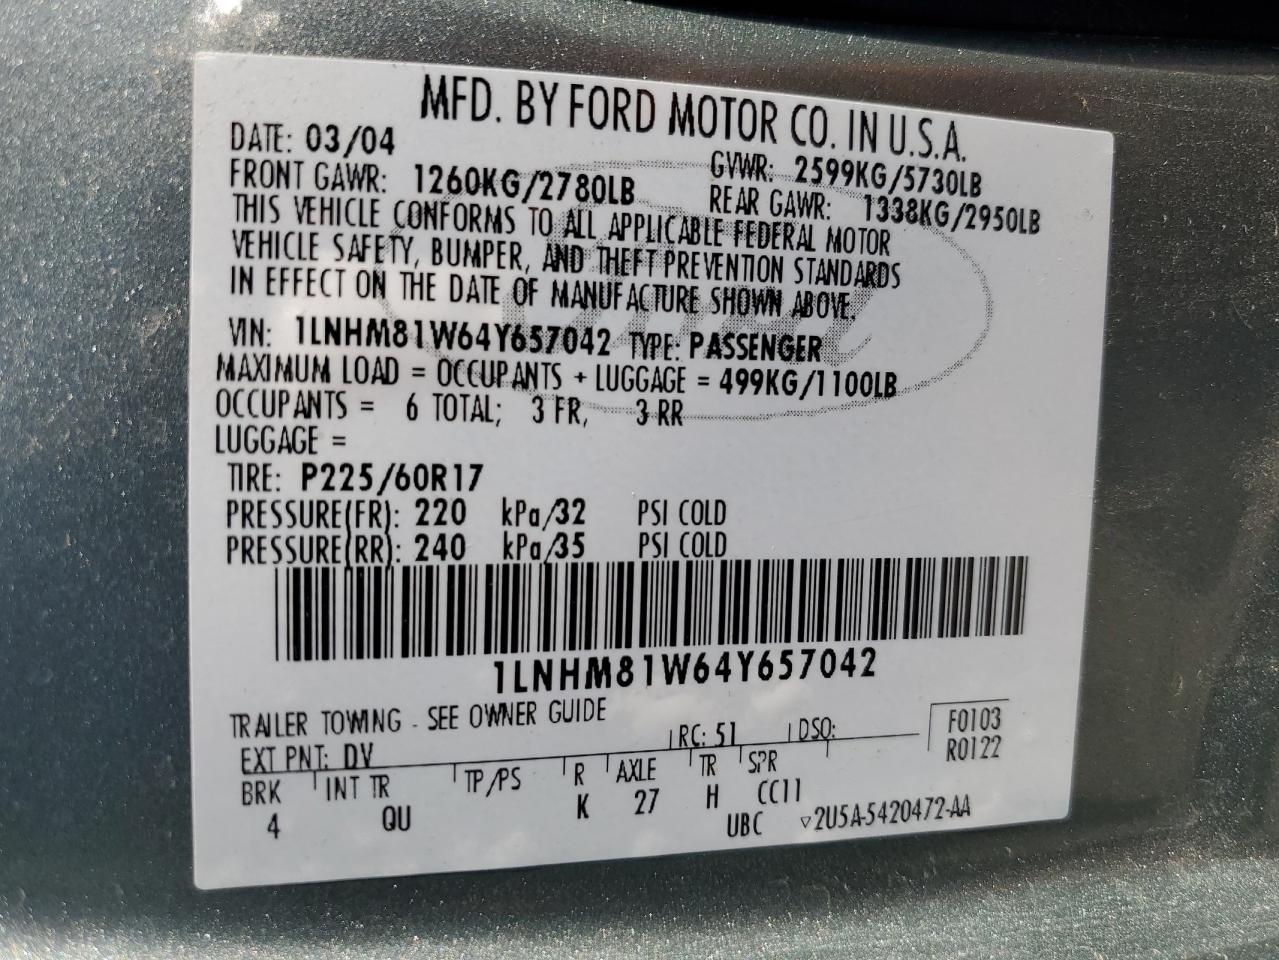 MFD. BY FORD MOTOR CO. IN U.S.A.
DATE: 03/04 GVWR: 2599KG/5730LB
FRONT GAWR: 1260KG/2780LB REAR GAWR: 1338KG/2950LB
THIS VEHICLE CONFORMS TO ALL APPLICABLE FEDERAL MOTOR
VEHICLE SAFETY, BUMPER, AND THEFT PREVENTION STANDARDS
IN EFFECT ON THE DATE OF MANUFACTURE SHOWN ABOVE.
VIN: 1LNHM81W64Y657042 TYPE: PASSENGER
MAXIMUM LOAD = OCCUPANTS + LUGGAGE = 499KG/1100LB
OCCUPANTS = 6 TOTAL; 3 FR, 3 RR
LUGGAGE =
TIRE: P225/60R17
PRESSURE(FR): 220 kPa/32 PSI COLD
PRESSURE(RR): 240 kPa/35 PSI COLD
1LNHM81W64Y657042
TRAILER TOWING - SEE OWNER GUIDE
EXT PNT: DV RC: 51 DSO: F0103
R0122
BRK INT TR TP/PS R AXLE TR SPR
4 QU K 27 H CC11
UBC ▽2U5A-5420472-AA